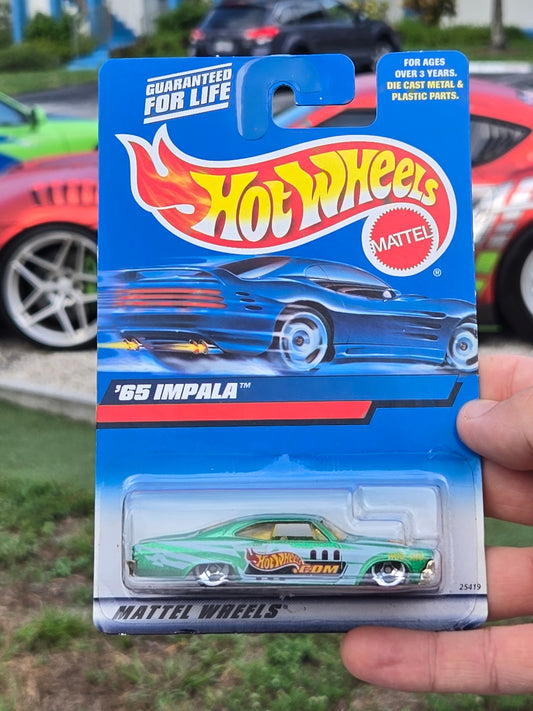 GUARANTEED
FOR LIFE
FOR AGES
OVER 3 YEARS.
DIE CAST METAL &
PLASTIC PARTS.
HOT WHEELS
MATTEL
®
'65 IMPALA™
HOT WHEELS
.COM
25419
MATTEL WHEELS®